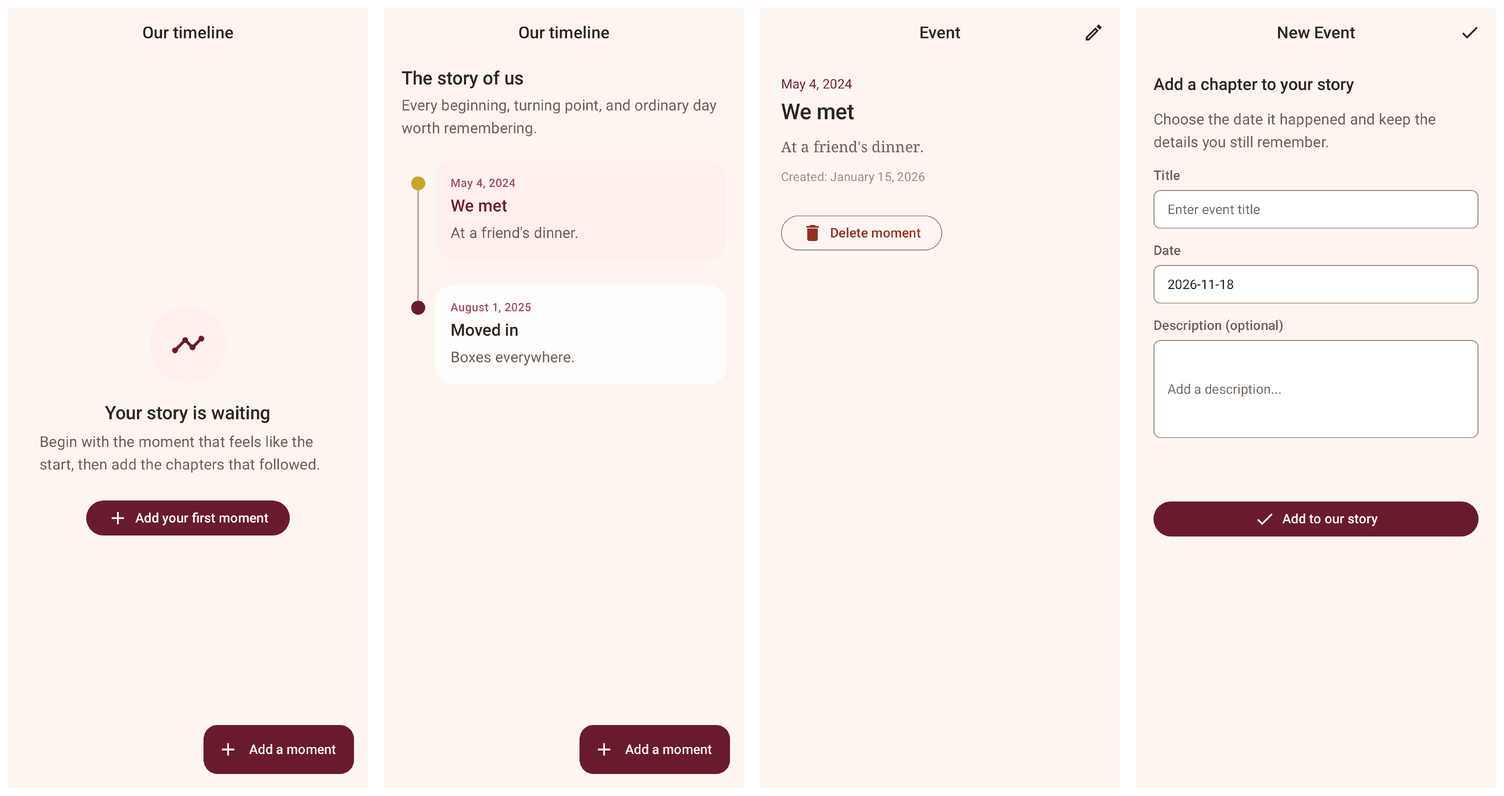 Our timeline
Your story is waiting
Begin with the moment that feels like the
start, then add the chapters that followed.
Add your first moment
Add a moment
Our timeline
The story of us
Every beginning, turning point, and ordinary day
worth remembering.
May 4, 2024
We met
At a friend's dinner.
August 1, 2025
Moved in
Boxes everywhere.
Add a moment
Event
May 4, 2024
We met
At a friend's dinner.
Created: January 15, 2026
Delete moment
New Event
Add a chapter to your story
Choose the date it happened and keep the
details you still remember.
Title
Enter event title
Date
2026-11-18
Description (optional)
Add a description...
Add to our story